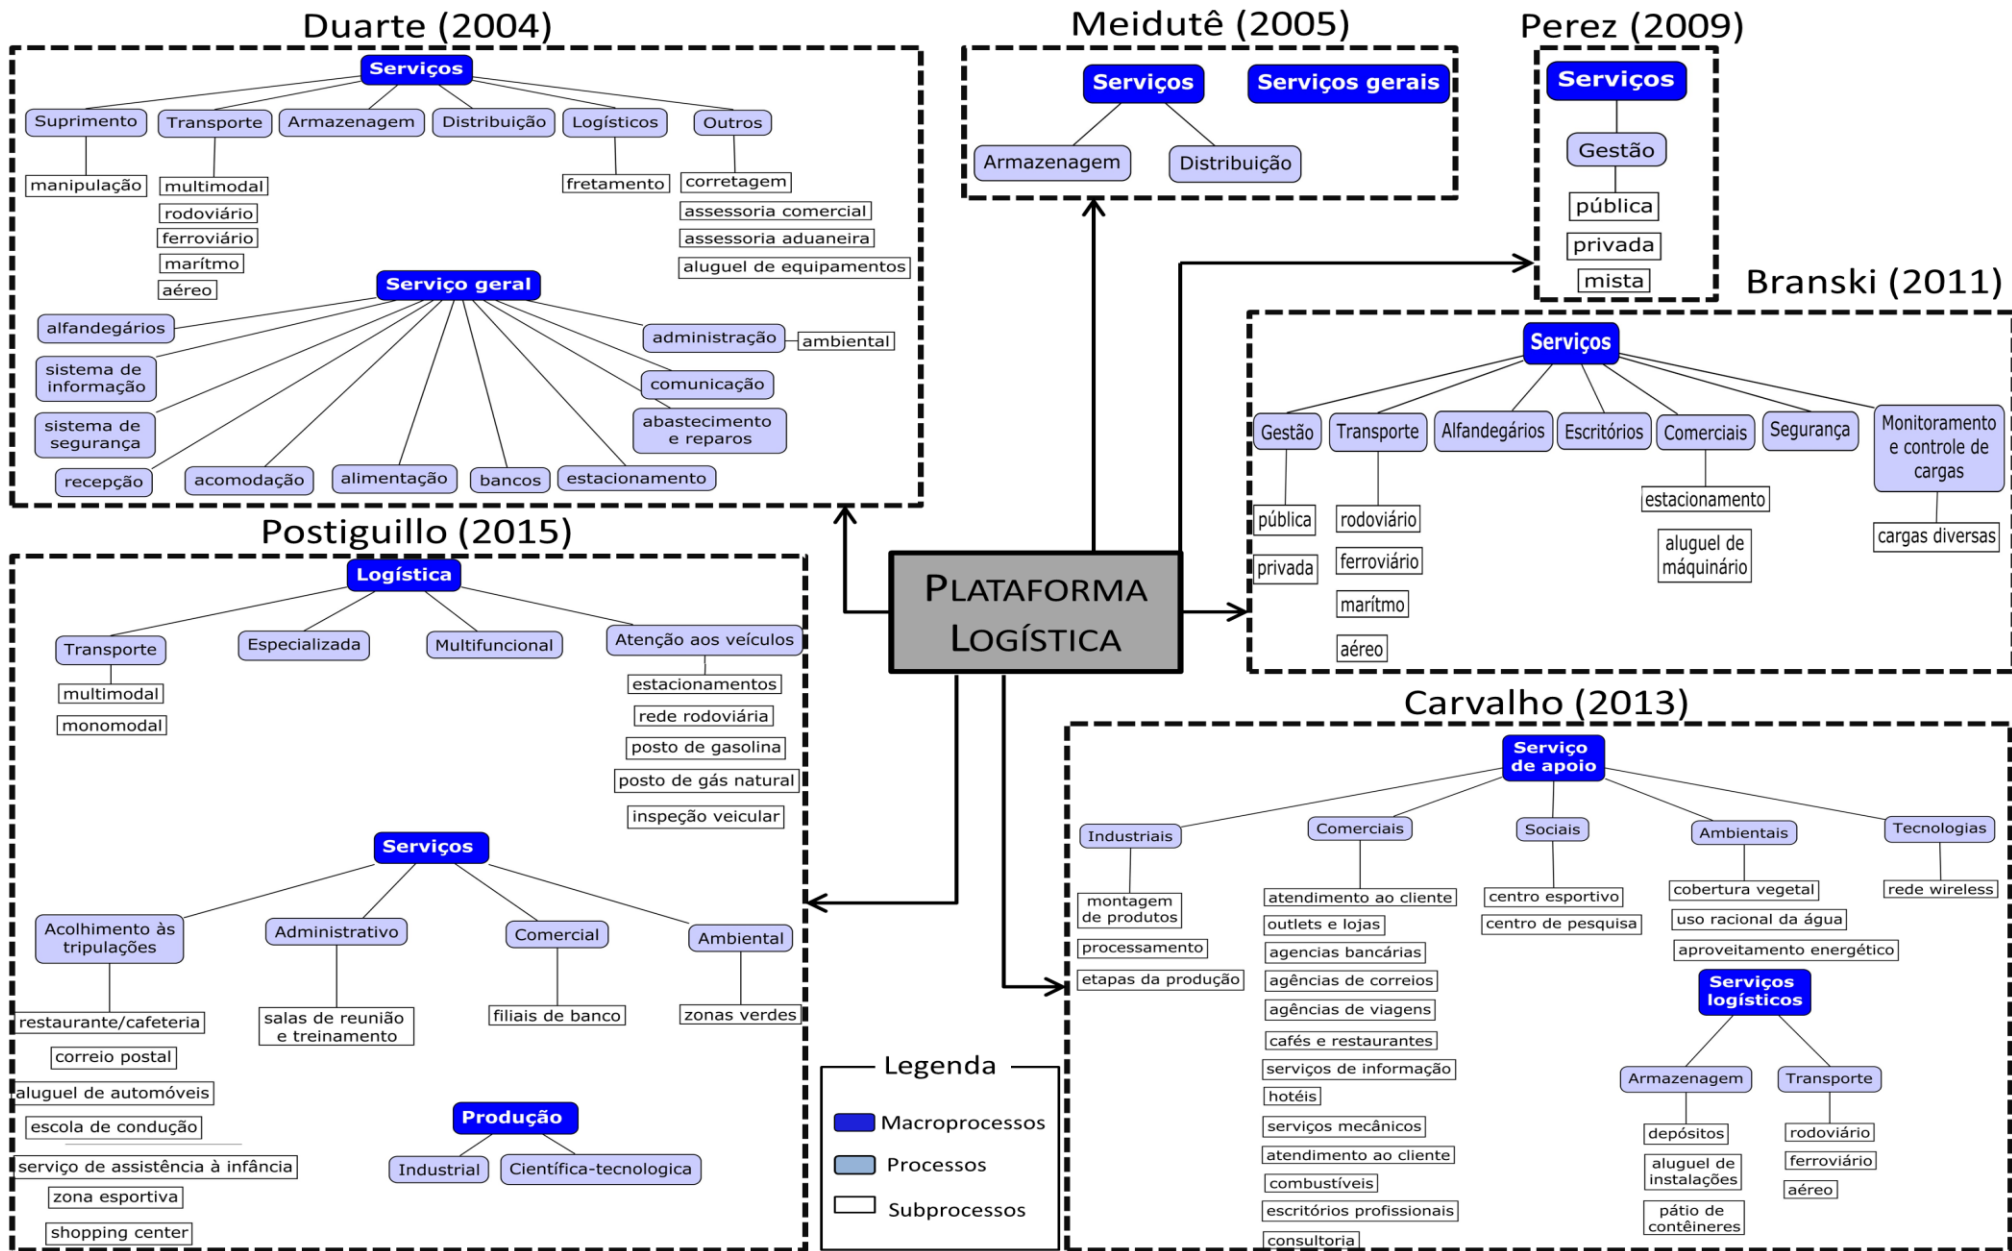 Duarte (2004)
Serviços
Suprimento
Transporte
Armazenagem
Distribuição
Logísticos
Outros
manipulação
multimodal
rodoviário
ferroviário
marítmo
aéreo
fretamento
corretagem
assessoria comercial
assessoria aduaneira
aluguel de equipamentos
Serviço geral
alfandegários
sistema de
informação
sistema de
segurança
recepção
acomodação
alimentação
bancos
estacionamento
abastecimento
e reparos
comunicação
administração
ambiental
Meidutê (2005)
Serviços
Serviços gerais
Armazenagem
Distribuição
Perez (2009)
Serviços
Gestão
pública
privada
mista
Branski (2011)
Serviços
Gestão
Transporte
Alfandegários
Escritórios
Comerciais
Segurança
Monitoramento
e controle de
cargas
pública
privada
rodoviário
ferroviário
marítmo
aéreo
estacionamento
aluguel de
máquinário
cargas diversas
PLATAFORMA
LOGÍSTICA
Postiguillo (2015)
Logística
Transporte
Especializada
Multifuncional
Atenção aos veículos
multimodal
monomodal
estacionamentos
rede rodoviária
posto de gasolina
posto de gás natural
inspeção veicular
Serviços
Acolhimento às
tripulações
Administrativo
Comercial
Ambiental
restaurante/cafeteria
correio postal
aluguel de automóveis
escola de condução
serviço de assistência à infância
zona esportiva
shopping center
salas de reunião
e treinamento
filiais de banco
zonas verdes
Produção
Industrial
Científica-tecnologica
Legenda
Macroprocessos
Processos
Subprocessos
Carvalho (2013)
Serviço
de apoio
Industriais
Comerciais
Sociais
Ambientais
Tecnologias
montagem
de produtos
processamento
etapas da produção
atendimento ao cliente
outlets e lojas
agencias bancárias
agências de correios
agências de viagens
cafés e restaurantes
serviços de informação
hotéis
serviços mecânicos
atendimento ao cliente
combustíveis
escritórios profissionais
consultoria
centro esportivo
centro de pesquisa
cobertura vegetal
uso racional da água
aproveitamento energético
rede wireless
Serviços
logísticos
Armazenagem
Transporte
depósitos
aluguel de
instalações
pátio de
contêineres
rodoviário
ferroviário
aéreo